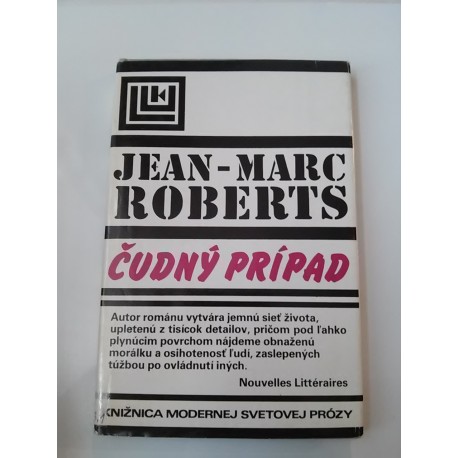 JEAN-MARC
ROBERTS
ČUDNÝ PRÍPAD
Autor románu vytvára jemnú sieť života,
upletenú z tisícok detailov, pričom pod ľahko
plynúcim povrchom nájdeme obnaženú
morálku a osihotenosť ľudí, zaslepených
túžbou po ovládnutí iných.
Nouvelles Littéraires
KNIŽNICA MODERNEJ SVETOVEJ PRÓZY